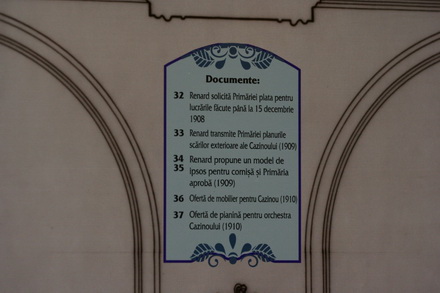 Documente:
32 Renard solicită Primăriei plata pentru
lucrările făcute până la 15 decembrie
1908
33 Renard transmite Primăriei planurile
scărilor exterioare ale Cazinoului (1909)
34 Renard propune un model de
35 ipsos pentru comișă și Primăria
aprobă (1909)
36 Ofertă de mobilier pentru Cazinou (1910)
37 Ofertă de pianină pentru orchestra
Cazinoului (1910)